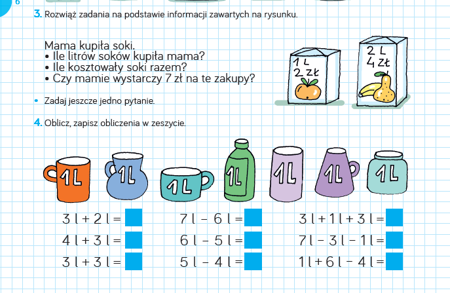 6
3. Rozwiąż zadania na podstawie informacji zawartych na rysunku.
Mama kupiła soki.
• Ile litrów soków kupiła mama?
• Ile kosztowały soki razem?
• Czy mamie wystarczy 7 zł na te zakupy?
1 L
2 zł
2 L
4 zł
• Zadaj jeszcze jedno pytanie.
4. Oblicz, zapisz obliczenia w zeszycie.
1L 1L 1L 1L 1L 1L 1L
3 l + 2 l = 7 l – 6 l = 3 l + 1 l + 3 l =
4 l + 3 l = 6 l – 5 l = 7 l – 3 l – 1 l =
3 l + 3 l = 5 l – 4 l = 1 l + 6 l – 4 l =